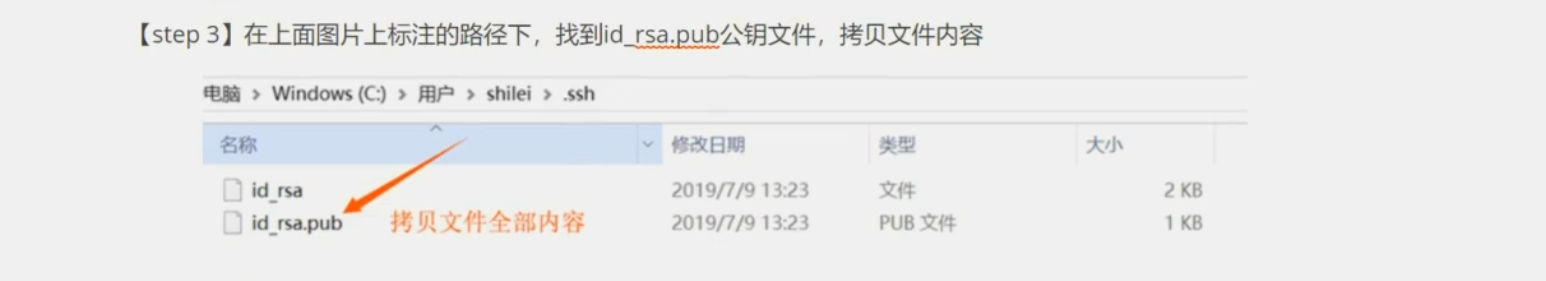 【step 3】在上面图片上标注的路径下，找到id_rsa.pub公钥文件，拷贝文件内容
电脑 > Windows (C:) > 用户 > shilei > .ssh
名称 修改日期 类型 大小
id_rsa 2019/7/9 13:23 文件 2 KB
id_rsa.pub 拷贝文件全部内容 2019/7/9 13:23 PUB 文件 1 KB